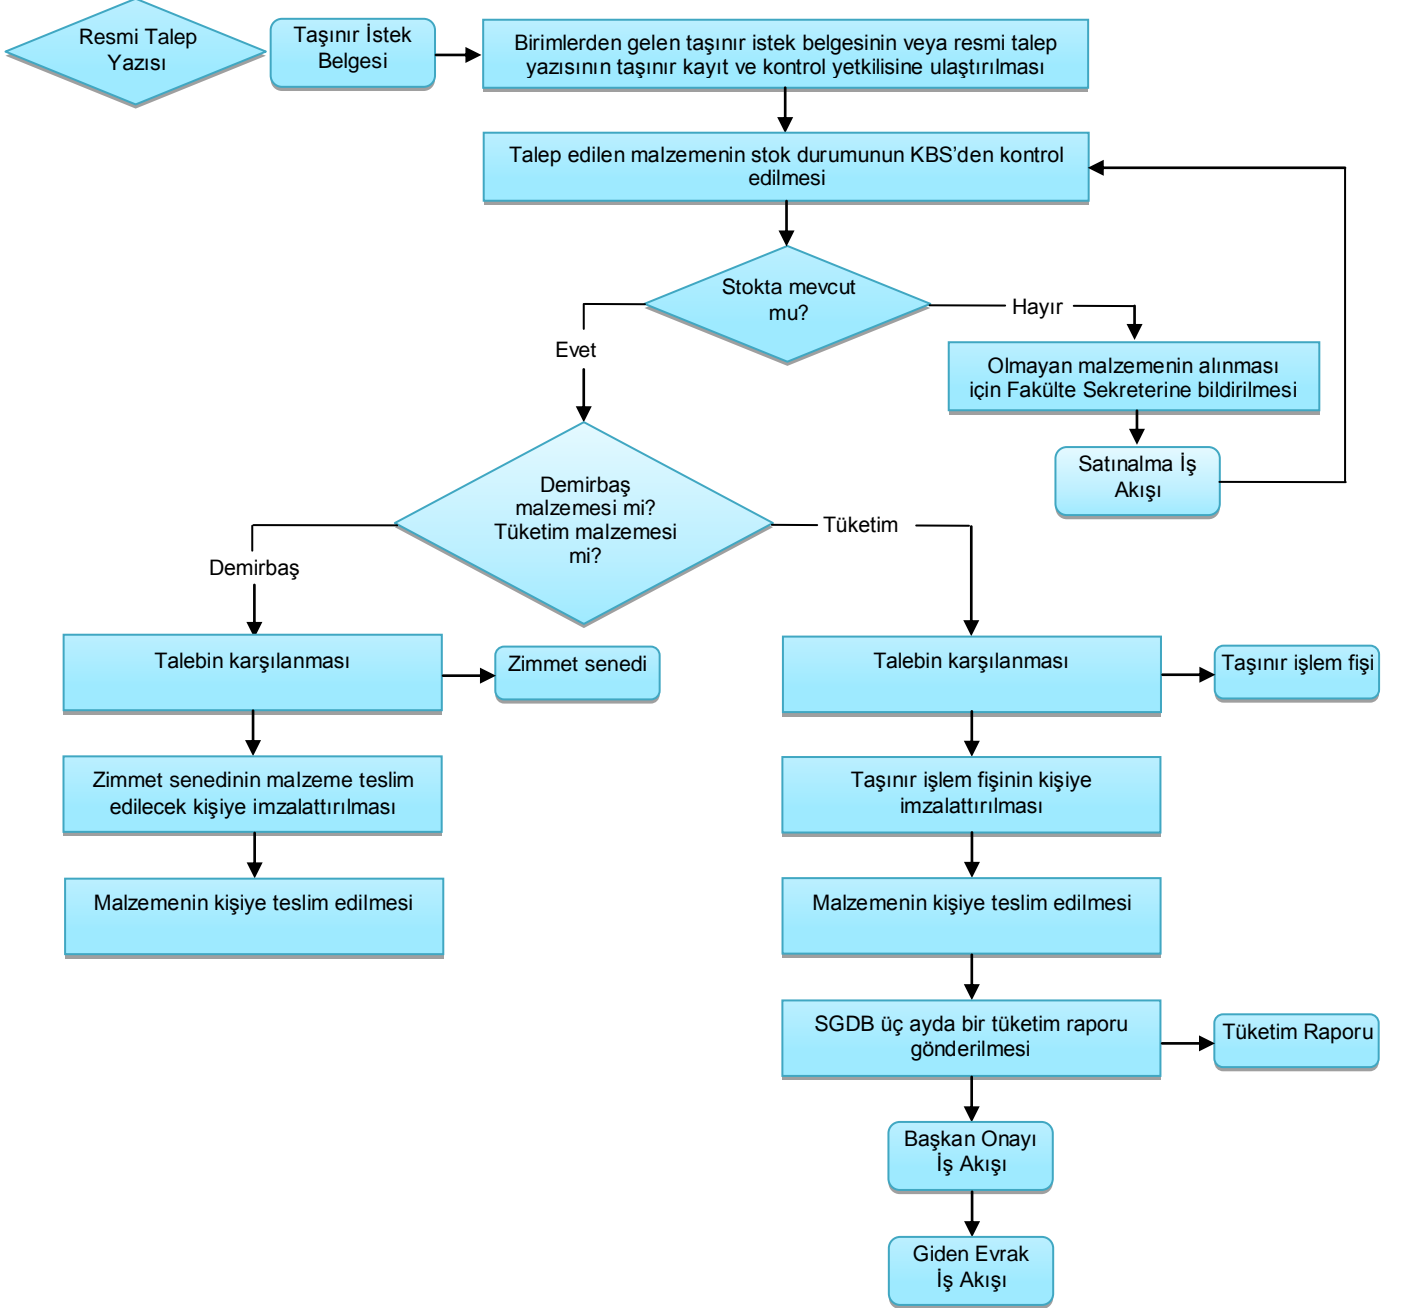 Resmi Talep
Yazısı
Taşınır İstek
Belgesi
Birimlerden gelen taşınır istek belgesinin veya resmi talep
yazısının taşınır kayıt ve kontrol yetkilisine ulaştırılması
Talep edilen malzemenin stok durumunun KBS’den kontrol
edilmesi
Stokta mevcut
mu?
Hayır
Evet
Olmayan malzemenin alınması
için Fakülte Sekreterine bildirilmesi
Satınalma İş
Akışı
Demirbaş
malzemesi mi?
Tüketim malzemesi
mi?
Tüketim
Demirbaş
Talebin karşılanması
Zimmet senedi
Talebin karşılanması
Taşınır işlem fişi
Zimmet senedinin malzeme teslim
edilecek kişiye imzalattırılması
Taşınır işlem fişinin kişiye
imzalattırılması
Malzemenin kişiye teslim edilmesi
Malzemenin kişiye teslim edilmesi
SGDB üç ayda bir tüketim raporu
gönderilmesi
Tüketim Raporu
Başkan Onayı
İş Akışı
Giden Evrak
İş Akışı